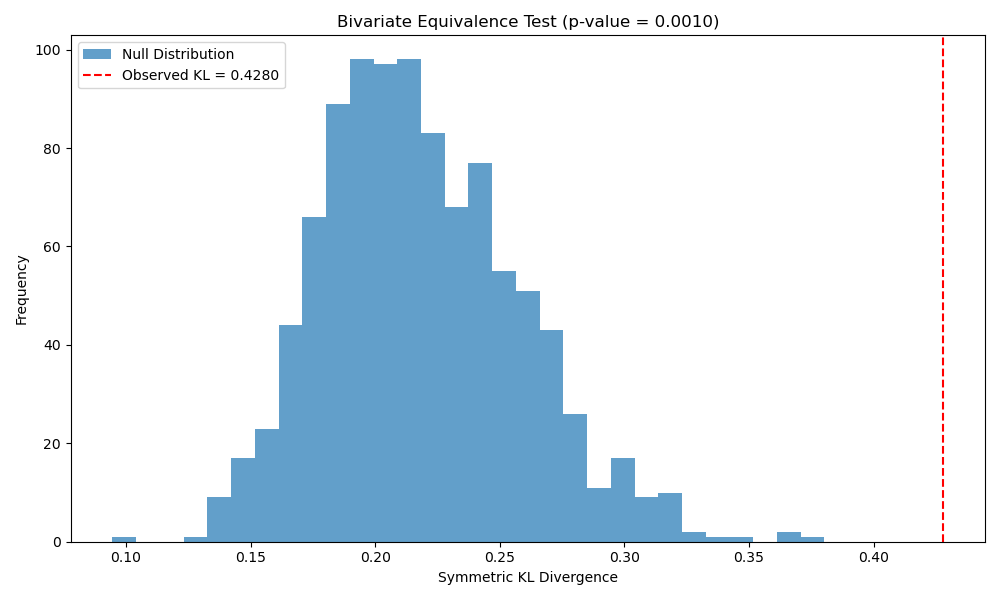 Bivariate Equivalence Test (p-value = 0.0010)
Null Distribution
Observed KL = 0.4280
Frequency
100
80
60
40
20
0
0.10 0.15 0.20 0.25 0.30 0.35 0.40
Symmetric KL Divergence